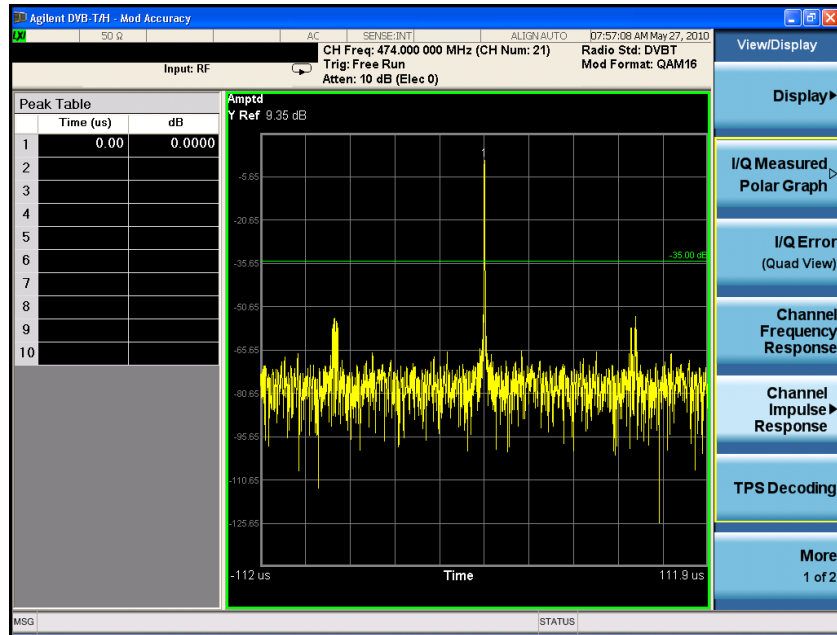 Agilent DVB-T/H - Mod Accuracy
LXI 50 Ω AC SENSE:INT ALIGN AUTO 07:57:08 AM May 27, 2010
CH Freq: 474.000 000 MHz (CH Num: 21) Radio Std: DVBT
Input: RF Trig: Free Run Mod Format: QAM16
Atten: 10 dB (Elec 0)
Peak Table
Time (us) dB
1 0.00 0.0000
2
3
4
5
6
7
8
9
10
Amptd
Y Ref 9.35 dB
1
-5.65
-20.65
-35.00 dB
-35.65
-50.65
-65.65
-80.65
-95.65
-110.65
-125.65
-112 us Time 111.9 us
View/Display
Display
I/Q Measured
Polar Graph
I/Q Error
(Quad View)
Channel
Frequency
Response
Channel
Impulse
Response
TPS Decoding
More
1 of 2
MSG STATUS